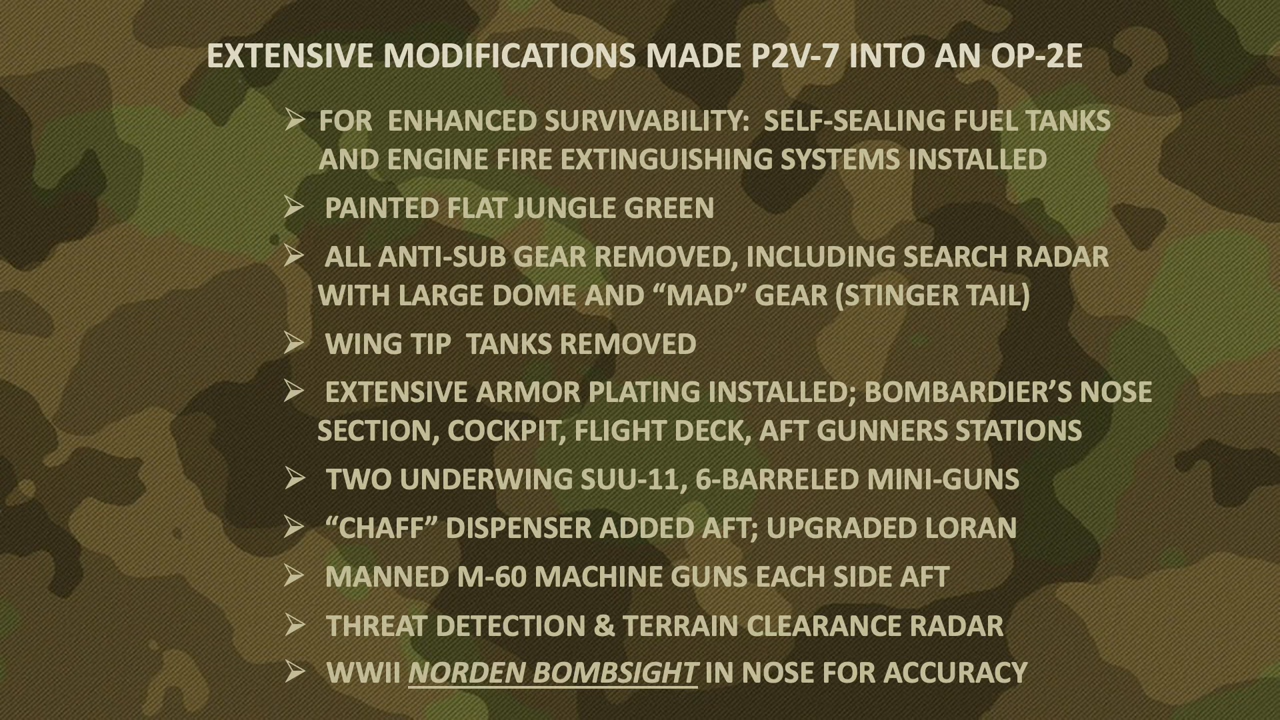 EXTENSIVE MODIFICATIONS MADE P2V-7 INTO AN OP-2E
➢ FOR ENHANCED SURVIVABILITY: SELF-SEALING FUEL TANKS
AND ENGINE FIRE EXTINGUISHING SYSTEMS INSTALLED
➢ PAINTED FLAT JUNGLE GREEN
➢ ALL ANTI-SUB GEAR REMOVED, INCLUDING SEARCH RADAR
WITH LARGE DOME AND “MAD” GEAR (STINGER TAIL)
➢ WING TIP TANKS REMOVED
➢ EXTENSIVE ARMOR PLATING INSTALLED; BOMBARDIER’S NOSE
SECTION, COCKPIT, FLIGHT DECK, AFT GUNNERS STATIONS
➢ TWO UNDERWING SUU-11, 6-BARRELED MINI-GUNS
➢ “CHAFF” DISPENSER ADDED AFT; UPGRADED LORAN
➢ MANNED M-60 MACHINE GUNS EACH SIDE AFT
➢ THREAT DETECTION & TERRAIN CLEARANCE RADAR
➢ WWII NORDEN BOMBSIGHT IN NOSE FOR ACCURACY